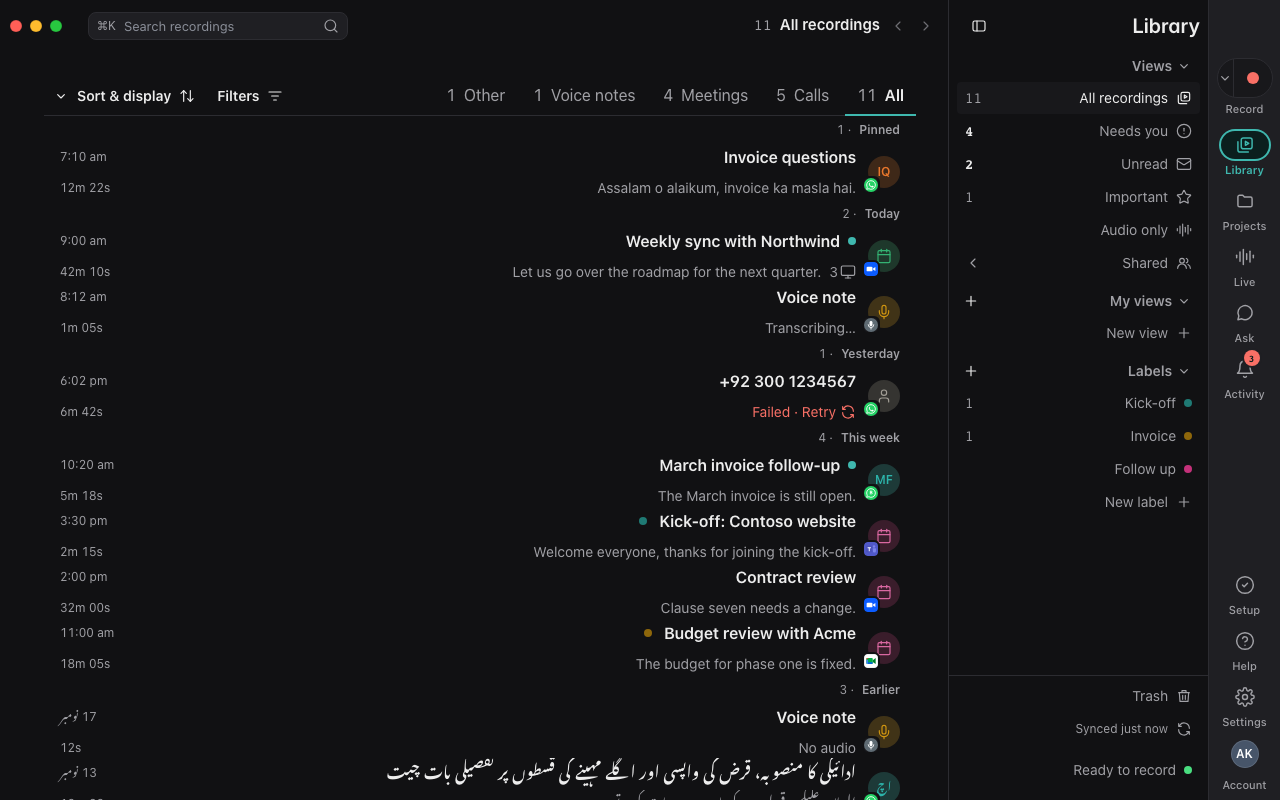 ⌘K Search recordings
11 All recordings
Library
Sort & display
Filters
1 Other
1 Voice notes
4 Meetings
5 Calls
11 All
1 · Pinned
7:10 am
Invoice questions
IQ
12m 22s
Assalam o alaikum, invoice ka masla hai.
2 · Today
9:00 am
Weekly sync with Northwind
42m 10s
Let us go over the roadmap for the next quarter. 3
8:12 am
Voice note
1m 05s
Transcribing...
1 · Yesterday
6:02 pm
+92 300 1234567
6m 42s
Failed · Retry
4 · This week
10:20 am
March invoice follow-up
MF
5m 18s
The March invoice is still open.
3:30 pm
Kick-off: Contoso website
2m 15s
Welcome everyone, thanks for joining the kick-off.
2:00 pm
Contract review
32m 00s
Clause seven needs a change.
11:00 am
Budget review with Acme
18m 05s
The budget for phase one is fixed.
3 · Earlier
17 نومبر
Voice note
12s
No audio
13 نومبر
ادائیگی کا منصوبہ، قرض کی واپسی اور اگلے مہینے کی قسطوں پر تفصیلی بات چیت
اچ
Views
11 All recordings
4 Needs you
2 Unread
1 Important
Audio only
Shared
My views
New view
Labels
1 Kick-off
1 Invoice
Follow up
New label
Trash
Synced just now
Ready to record
Record
Library
Projects
Live
Ask
3
Activity
Setup
Help
Settings
AK
Account